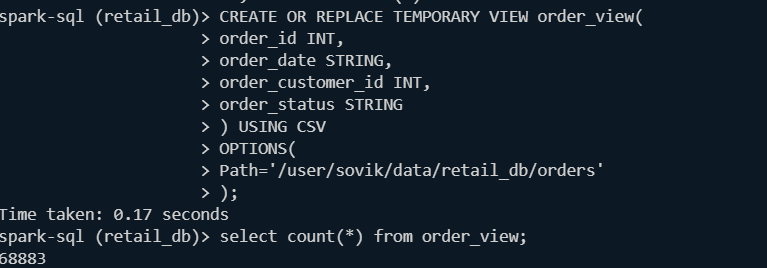 spark-sql (retail_db)> CREATE OR REPLACE TEMPORARY VIEW order_view(
> order_id INT,
> order_date STRING,
> order_customer_id INT,
> order_status STRING
> ) USING CSV
> OPTIONS(
> Path='/user/sovik/data/retail_db/orders'
> );
Time taken: 0.17 seconds
spark-sql (retail_db)> select count(*) from order_view;
68883